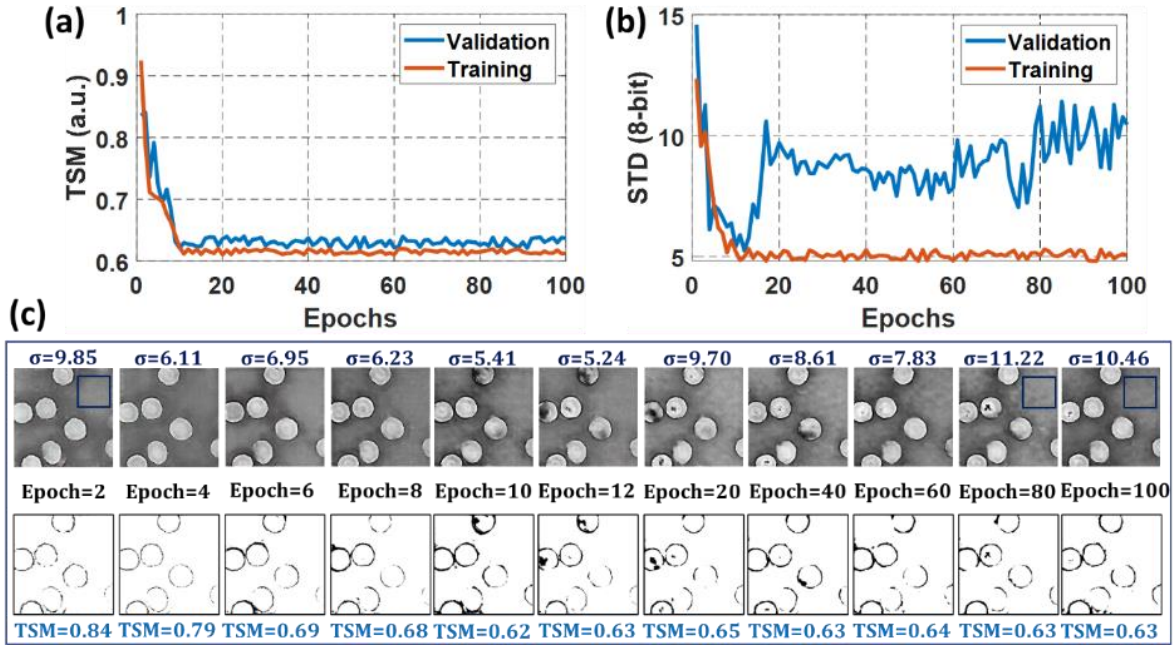 (a)
1
0.9
0.8
0.7
0.6
TSM (a.u.)
Validation
Training
0 20 40 60 80 100
Epochs
(b)
15
10
5
STD (8-bit)
Validation
Training
0 20 40 60 80 100
Epochs
(c)
σ=9.85 σ=6.11 σ=6.95 σ=6.23 σ=5.41 σ=5.24 σ=9.70 σ=8.61 σ=7.83 σ=11.22 σ=10.46
Epoch=2 Epoch=4 Epoch=6 Epoch=8 Epoch=10 Epoch=12 Epoch=20 Epoch=40 Epoch=60 Epoch=80 Epoch=100
TSM=0.84 TSM=0.79 TSM=0.69 TSM=0.68 TSM=0.62 TSM=0.63 TSM=0.65 TSM=0.63 TSM=0.64 TSM=0.63 TSM=0.63